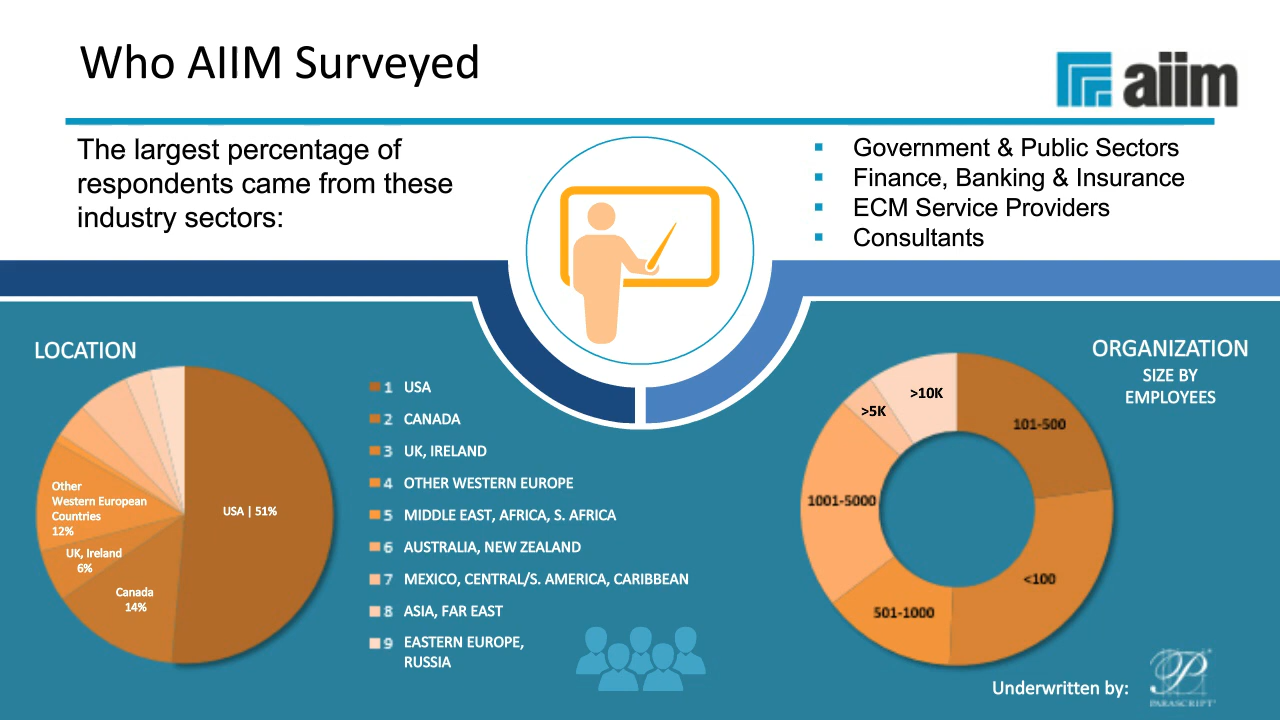 Who AIIM Surveyed
aiim
The largest percentage of
respondents came from these
industry sectors:
Government & Public Sectors
Finance, Banking & Insurance
ECM Service Providers
Consultants
LOCATION
USA | 51%
Canada
14%
UK, Ireland
6%
Other
Western European
Countries
12%
1 USA
2 CANADA
3 UK, IRELAND
4 OTHER WESTERN EUROPE
5 MIDDLE EAST, AFRICA, S. AFRICA
6 AUSTRALIA, NEW ZEALAND
7 MEXICO, CENTRAL/S. AMERICA, CARIBBEAN
8 ASIA, FAR EAST
9 EASTERN EUROPE,
RUSSIA
ORGANIZATION
SIZE BY
EMPLOYEES
>10K
>5K
101-500
1001-5000
<100
501-1000
Underwritten by:
P
PARASCRIPT